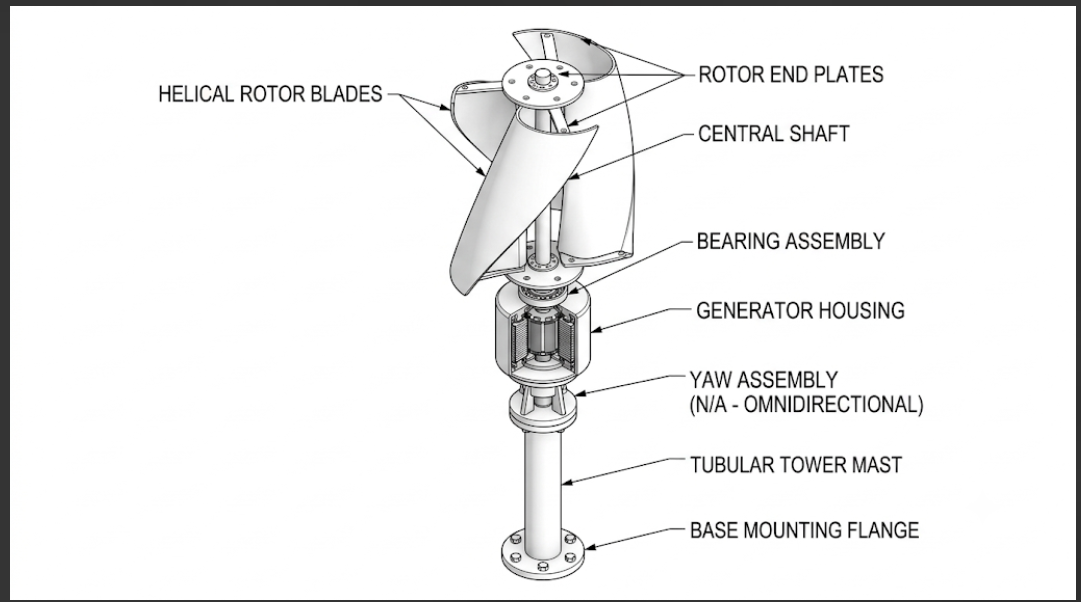 HELICAL ROTOR BLADES
ROTOR END PLATES
CENTRAL SHAFT
BEARING ASSEMBLY
GENERATOR HOUSING
YAW ASSEMBLY
(N/A - OMNIDIRECTIONAL)
TUBULAR TOWER MAST
BASE MOUNTING FLANGE